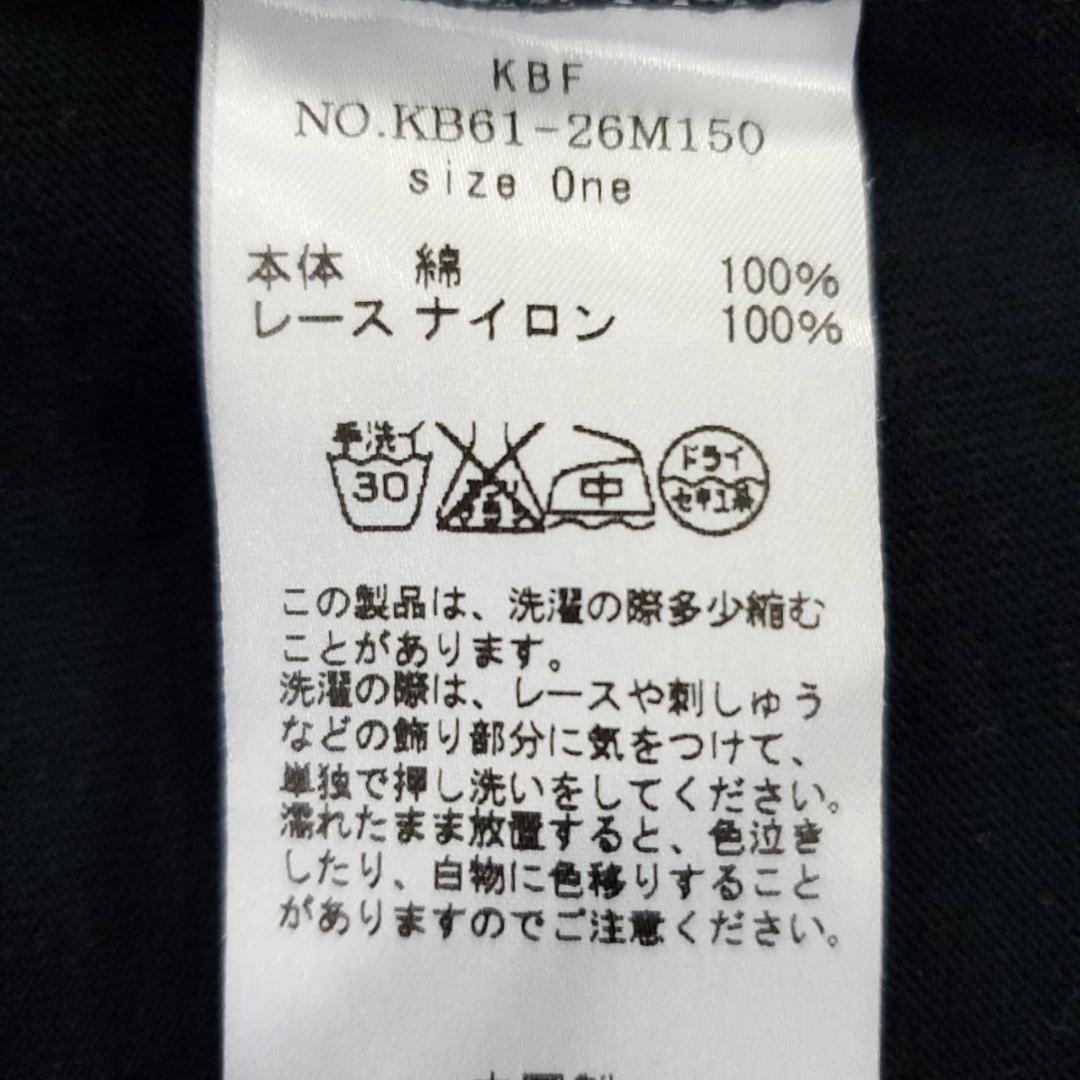 KBF
NO.KB61-26M150
size One
本体 綿 100%
レース ナイロン 100%
手洗イ
30
中
ドライ
セキユ系
この製品は、洗濯の際多少縮む
ことがあります。
洗濯の際は、レースや刺しゅう
などの飾り部分に気をつけて、
単独で押し洗いをしてください。
濡れたまま放置すると、色泣き
したり、白物に色移りすること
がありますのでご注意ください。